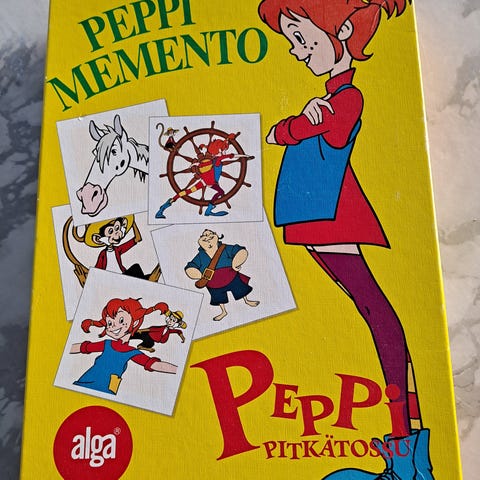 PEPPI
MEMENTO
PEPPi
PITKÄTOSSU
alga®